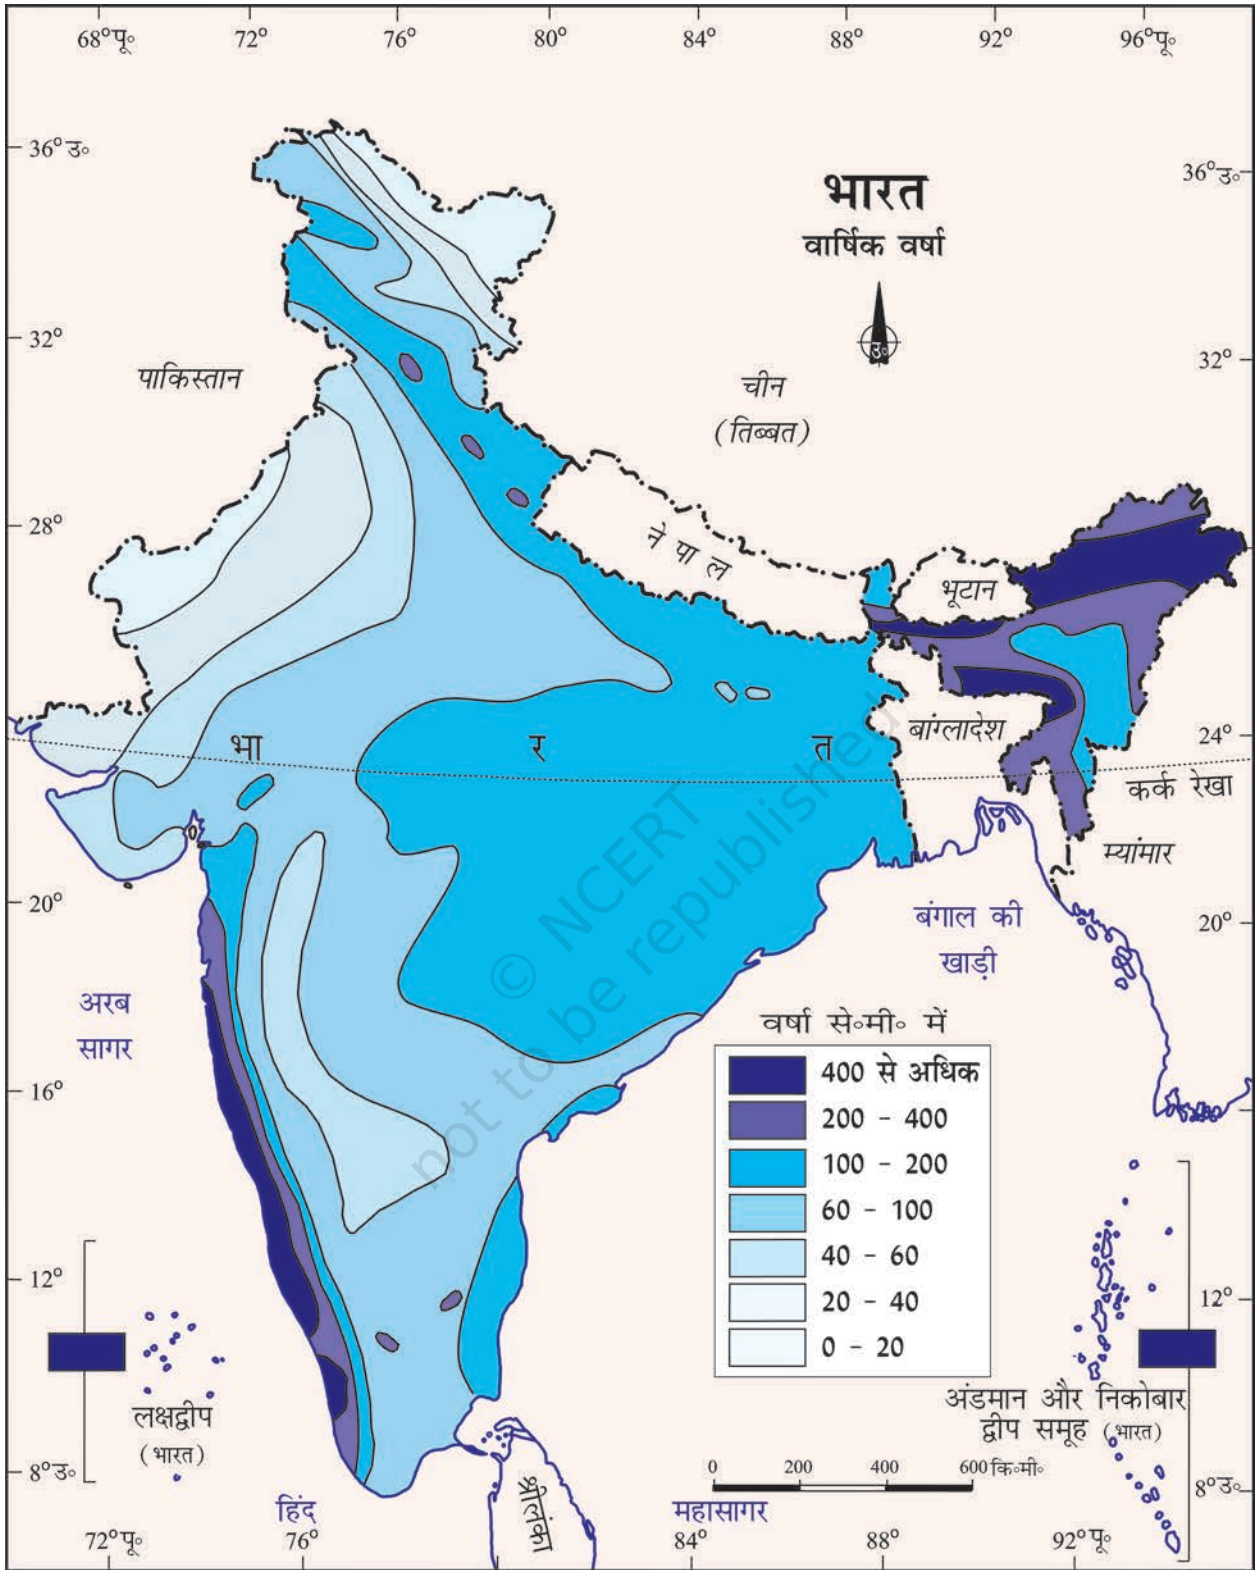 68°पू॰ 72° 76° 80° 84° 88° 92° 96°पू॰
36°उ॰
36°उ॰
भारत
वार्षिक वर्षा
उ॰
32°
32°
पाकिस्तान
चीन
(तिब्बत)
28°
नेपाल
भूटान
बांग्लादेश
भा र त
24°
कर्क रेखा
म्यांमार
20°
20°
बंगाल की
खाड़ी
अरब
सागर
© NCERT
not to be republished
वर्षा से॰मी॰ में
400 से अधिक
200 - 400
100 - 200
60 - 100
40 - 60
20 - 40
0 - 20
16°
12°
12°
लक्षद्वीप
(भारत)
अंडमान और निकोबार
द्वीप समूह (भारत)
8°उ॰
8°उ॰
0 200 400 600 कि॰मी॰
हिंद
महासागर
श्रीलंका
72°पू॰ 76° 84° 88° 92°पू॰